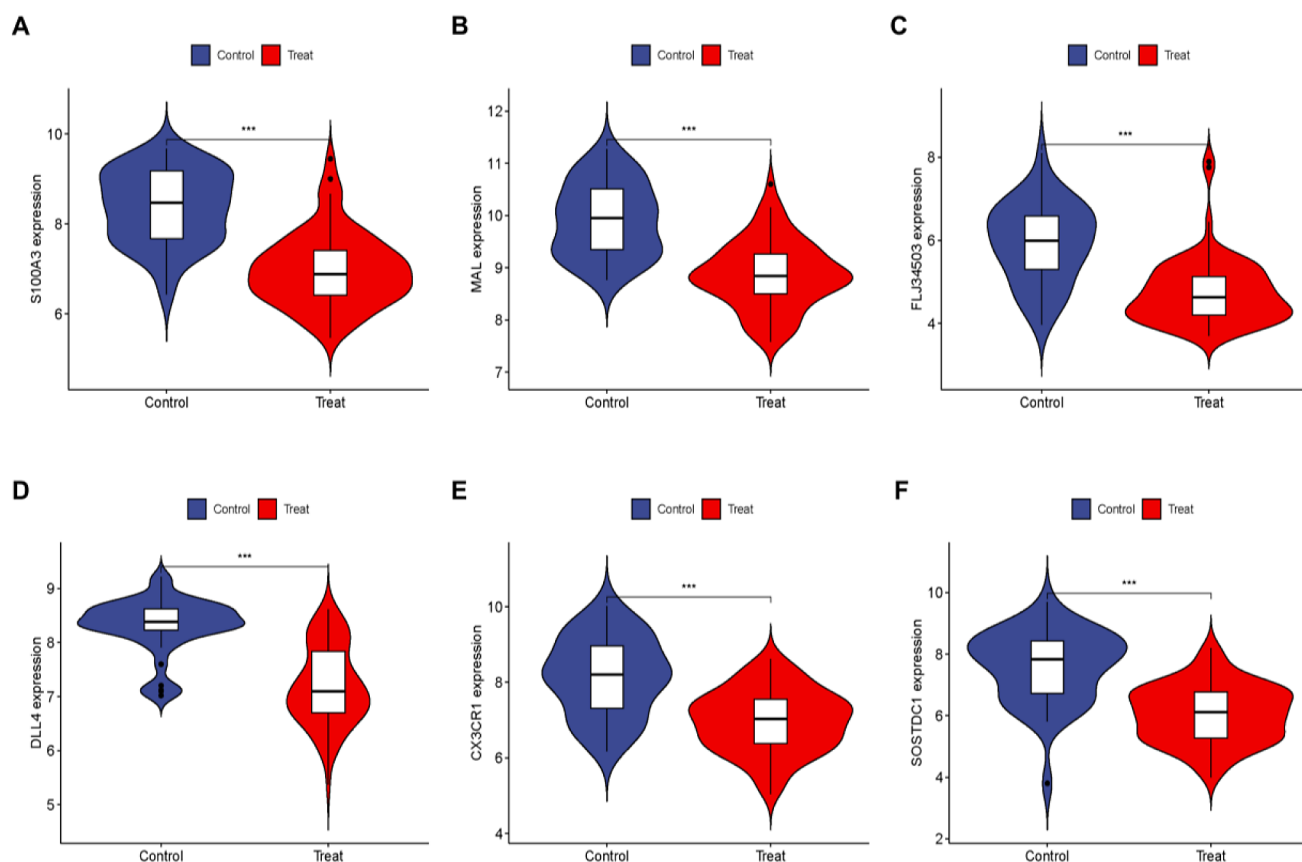 A
Control Treat
S100A3 expression
10
8
6
***
Control Treat
B
Control Treat
MAL expression
12
11
10
9
8
7
***
Control Treat
C
Control Treat
FLJ34503 expression
8
6
4
***
Control Treat
D
Control Treat
DLL4 expression
9
8
7
6
5
***
Control Treat
E
Control Treat
CX3CR1 expression
10
8
6
4
***
Control Treat
F
Control Treat
SOSTDC1 expression
10
8
6
4
2
***
Control Treat